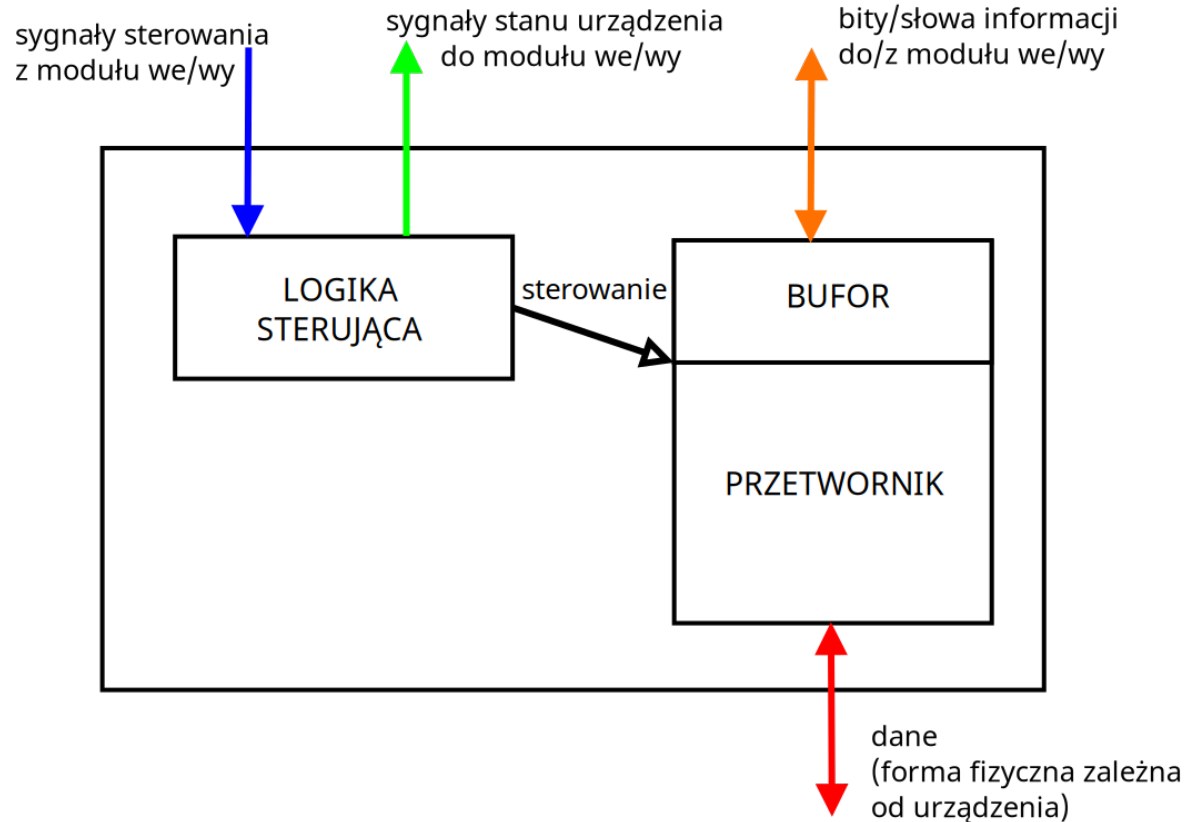 sygnały sterowania
z modułu we/wy
sygnały stanu urządzenia
do modułu we/wy
bity/słowa informacji
do/z modułu we/wy
LOGIKA
STERUJĄCA
sterowanie
BUFOR
PRZETWORNIK
dane
(forma fizyczna zależna
od urządzenia)